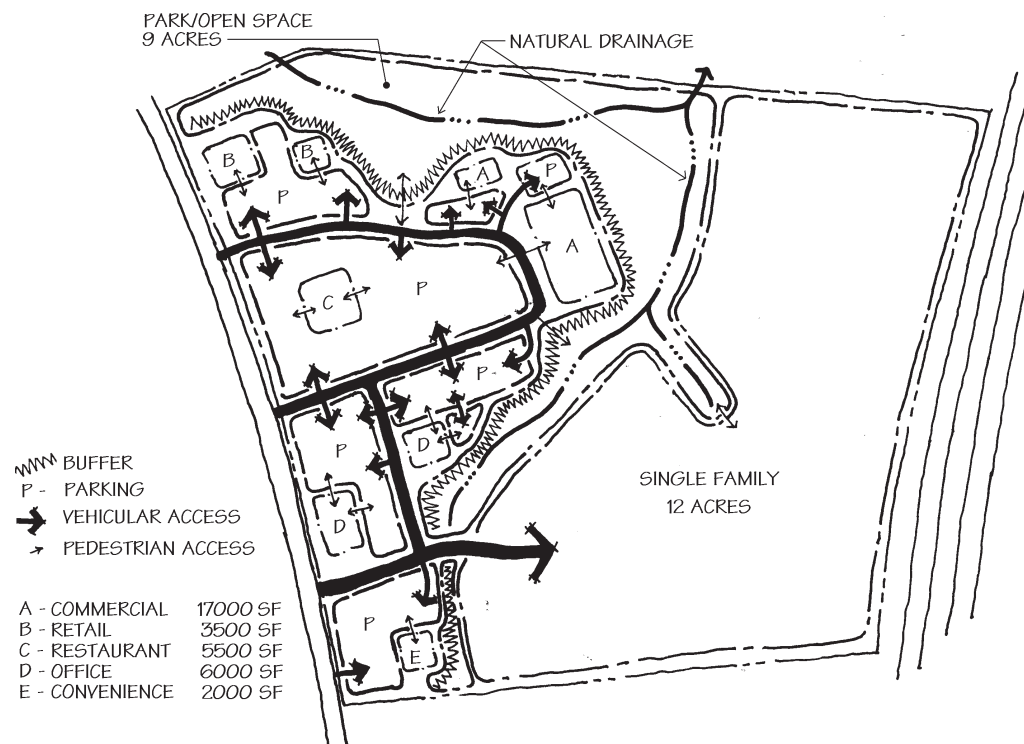 PARK/OPEN SPACE
9 ACRES
NATURAL DRAINAGE
B
B
P
A
P
A
C
P
P-
D
P
D
P
E
SINGLE FAMILY
12 ACRES
BUFFER
P - PARKING
VEHICULAR ACCESS
PEDESTRIAN ACCESS
A - COMMERCIAL 17000 SF
B - RETAIL 3500 SF
C - RESTAURANT 5500 SF
D - OFFICE 6000 SF
E - CONVENIENCE 2000 SF